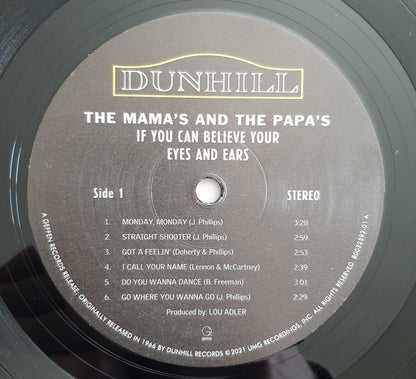 DUNHILL
THE MAMA'S AND THE PAPA'S
IF YOU CAN BELIEVE YOUR
EYES AND EARS
Side 1 STEREO
1. MONDAY, MONDAY (J. Phillips) 3:28
2. STRAIGHT SHOOTER (J. Phillips) 2:59
3. GOT A FEELIN' (Doherty & Phillips) 2:53
4. I CALL YOUR NAME (Lennon & McCartney) 2:39
5. DO YOU WANNA DANCE (B. Freeman) 3:01
6. GO WHERE YOU WANNA GO (J. Phillips) 2:29
Produced by: LOU ADLER
G
geffen
A GEFFEN RECORDS RELEASE, ORIGINALLY RELEASED IN 1966 BY DUNHILL RECORDS ©2021 UMG RECORDINGS, INC. ALL RIGHTS RESERVED. B0032592-01 A